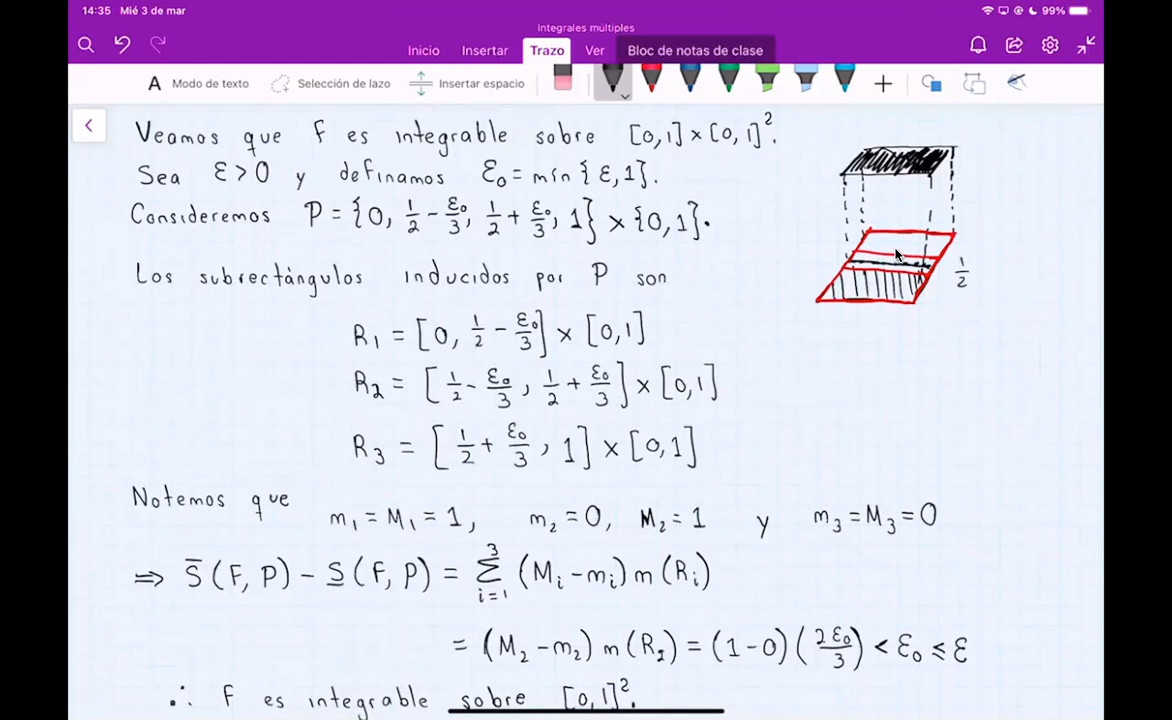 14:35 Mié 3 de mar
99%
Integrales múltiples
Inicio Insertar Trazo Ver Bloc de notas de clase
A Modo de texto Selección de lazo Insertar espacio
Veamos que f es integrable sobre [0,1]×[0,1]².
Sea ε>0 y definamos ε₀ = mín{ε,1}.
Consideremos P = {0, 1/2 - ε₀/3, 1/2 + ε₀/3, 1} × {0,1}.
1/2
Los subrectángulos inducidos por P son
R₁ = [0, 1/2 - ε₀/3] × [0,1]
R₂ = [1/2 - ε₀/3, 1/2 + ε₀/3] × [0,1]
R₃ = [1/2 + ε₀/3, 1] × [0,1]
Notemos que
m₁ = M₁ = 1, m₂ = 0, M₂ = 1 y m₃ = M₃ = 0
⇒ S̄(f,P) - S̲(f,P) = Σ_{i=1}^{3} (Mᵢ - mᵢ) m(Rᵢ)
= (M₂ - m₂) m(R₂) = (1-0)(2ε₀/3) < ε₀ ≤ ε
∴ f es integrable sobre [0,1]².